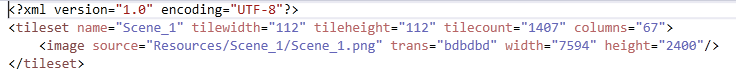 <?xml version="1.0" encoding="UTF-8"?>
<tileset name="Scene_1" tilewidth="112" tileheight="112" tilecount="1407" columns="67">
<image source="Resources/Scene_1/Scene_1.png" trans="bdbdbd" width="7594" height="2400"/>
</tileset>